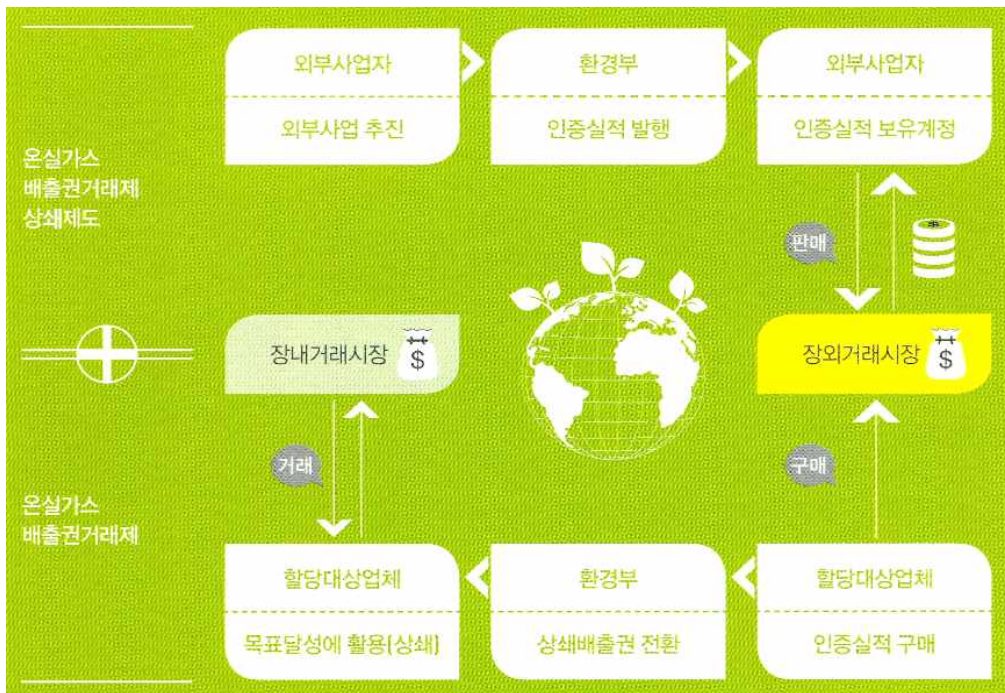 외부사업자
환경부
외부사업자
외부사업 추진
인증실적 발행
인증실적 보유계정
온실가스
배출권거래제
상쇄제도
판매
$
장내거래시장
$
장외거래시장
$
거래
구매
온실가스
배출권거래제
할당대상업체
환경부
할당대상업체
목표달성에 활용(상쇄)
상쇄배출권 전환
인증실적 구매